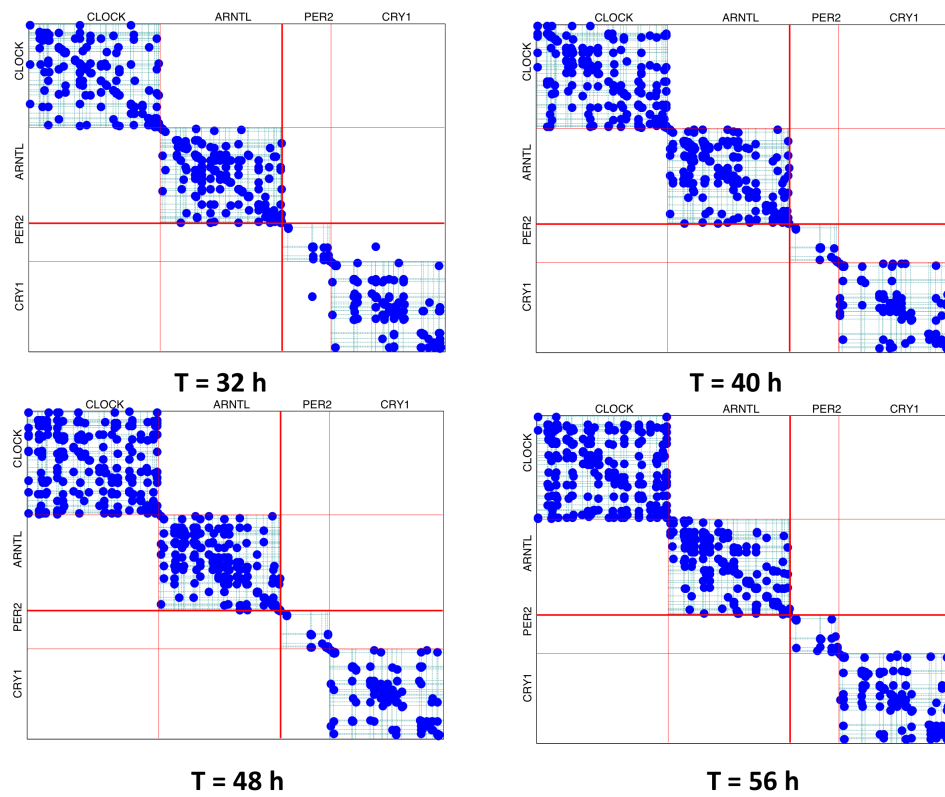 CLOCK ARNTL PER2 CRY1
CLOCK
ARNTL
PER2
CRY1
T = 32 h
CLOCK ARNTL PER2 CRY1
CLOCK
ARNTL
PER2
CRY1
T = 40 h
CLOCK ARNTL PER2 CRY1
CLOCK
ARNTL
PER2
CRY1
T = 48 h
CLOCK ARNTL PER2 CRY1
CLOCK
ARNTL
PER2
CRY1
T = 56 h